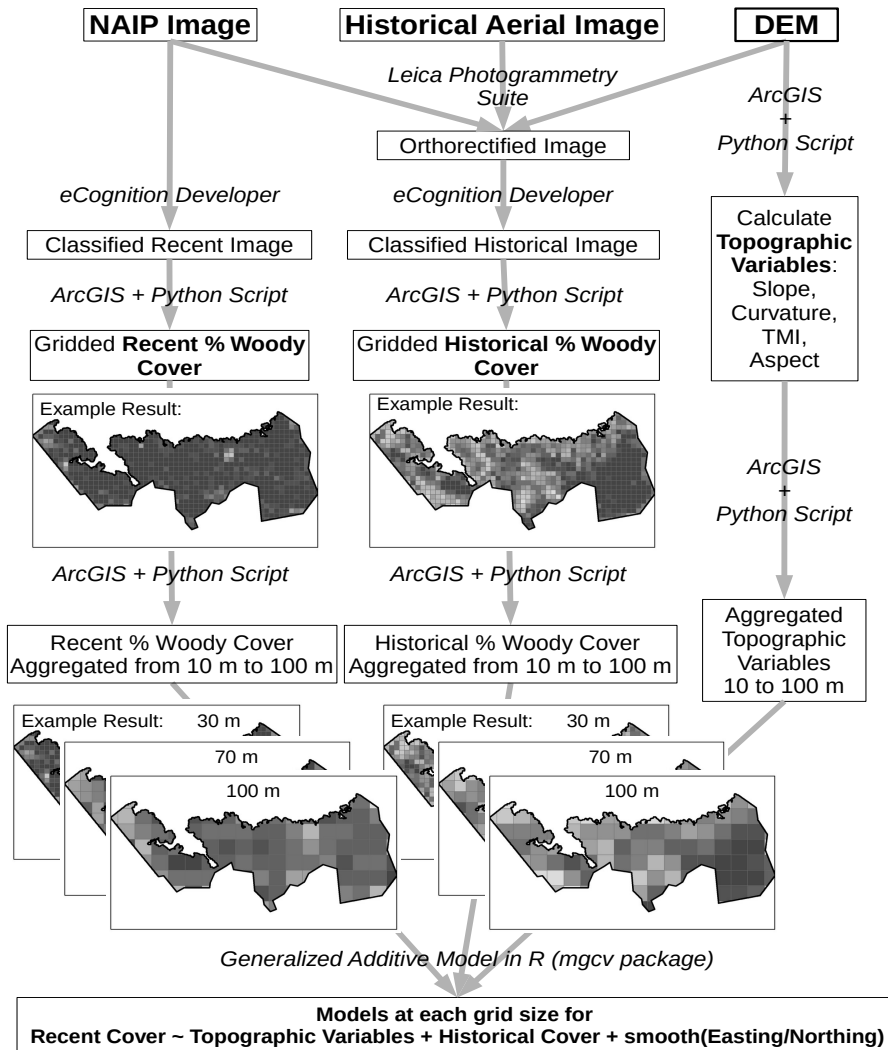 NAIP Image
Historical Aerial Image
DEM
Leica Photogrammetry
Suite
ArcGIS
+
Python Script
Orthorectified Image
eCognition Developer
eCognition Developer
Classified Recent Image
Classified Historical Image
Calculate
Topographic
Variables:
Slope,
Curvature,
TMI,
Aspect
ArcGIS + Python Script
ArcGIS + Python Script
Gridded Recent % Woody
Cover
Gridded Historical % Woody
Cover
Example Result:
Example Result:
ArcGIS
+
Python Script
ArcGIS + Python Script
ArcGIS + Python Script
Recent % Woody Cover
Aggregated from 10 m to 100 m
Historical % Woody Cover
Aggregated from 10 m to 100 m
Aggregated
Topographic
Variables
10 to 100 m
Example Result: 30 m
70 m
100 m
Example Result: 30 m
70 m
100 m
Generalized Additive Model in R (mgcv package)
Models at each grid size for
Recent Cover ~ Topographic Variables + Historical Cover + smooth(Easting/Northing)